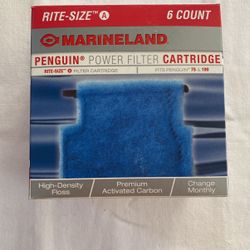 RITE-SIZE™ A 6 COUNT
MARINELAND
PENGUIN® POWER FILTER CARTRIDGE
RITE-SIZE® A FILTER CARTRIDGE FITS PENGUIN® 75 & 100
High-Density Floss
Premium Activated Carbon
Change Monthly